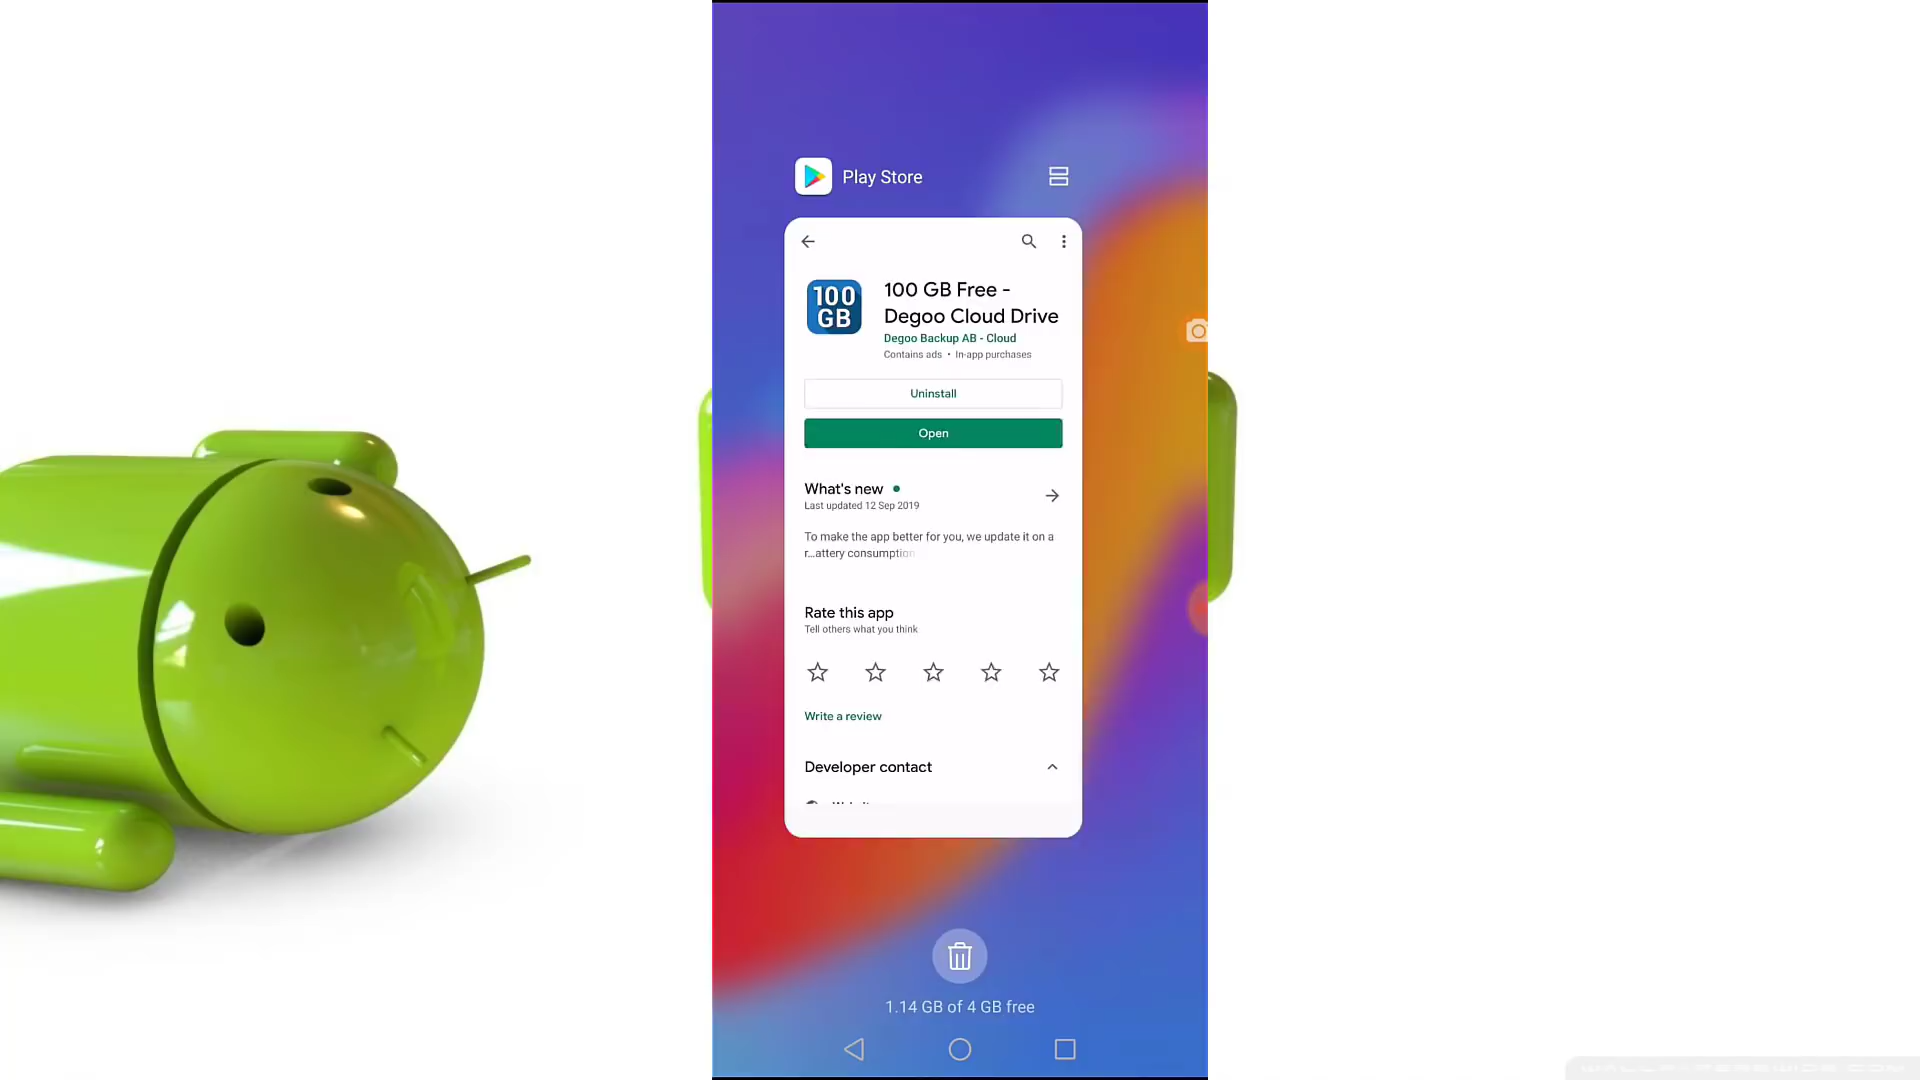 Play Store
100 GB
100 GB Free -
Degoo Cloud Drive
Degoo Backup AB - Cloud
Contains ads • In-app purchases
Uninstall
Open
What's new
Last updated 12 Sep 2019
To make the app better for you, we update it on a
r…attery consumption
Rate this app
Tell others what you think
Write a review
Developer contact
1.14 GB of 4 GB free